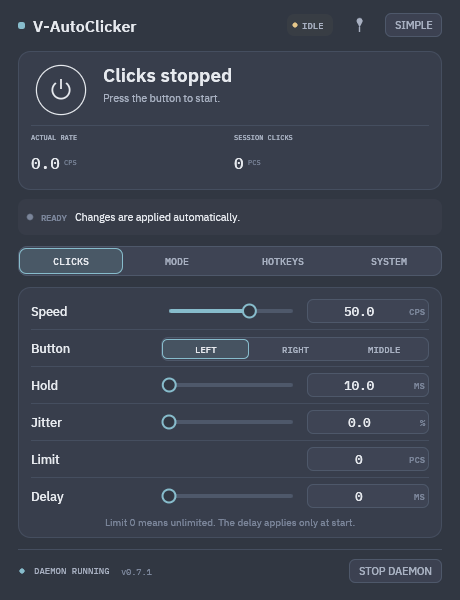 V-AutoClicker
IDLE
SIMPLE
Clicks stopped
Press the button to start.
ACTUAL RATE
SESSION CLICKS
0.0 CPS
0 PCS
READY Changes are applied automatically.
CLICKS MODE HOTKEYS SYSTEM
Speed 50.0 CPS
Button LEFT RIGHT MIDDLE
Hold 10.0 MS
Jitter 0.0 %
Limit 0 PCS
Delay 0 MS
Limit 0 means unlimited. The delay applies only at start.
DAEMON RUNNING v0.7.1 STOP DAEMON